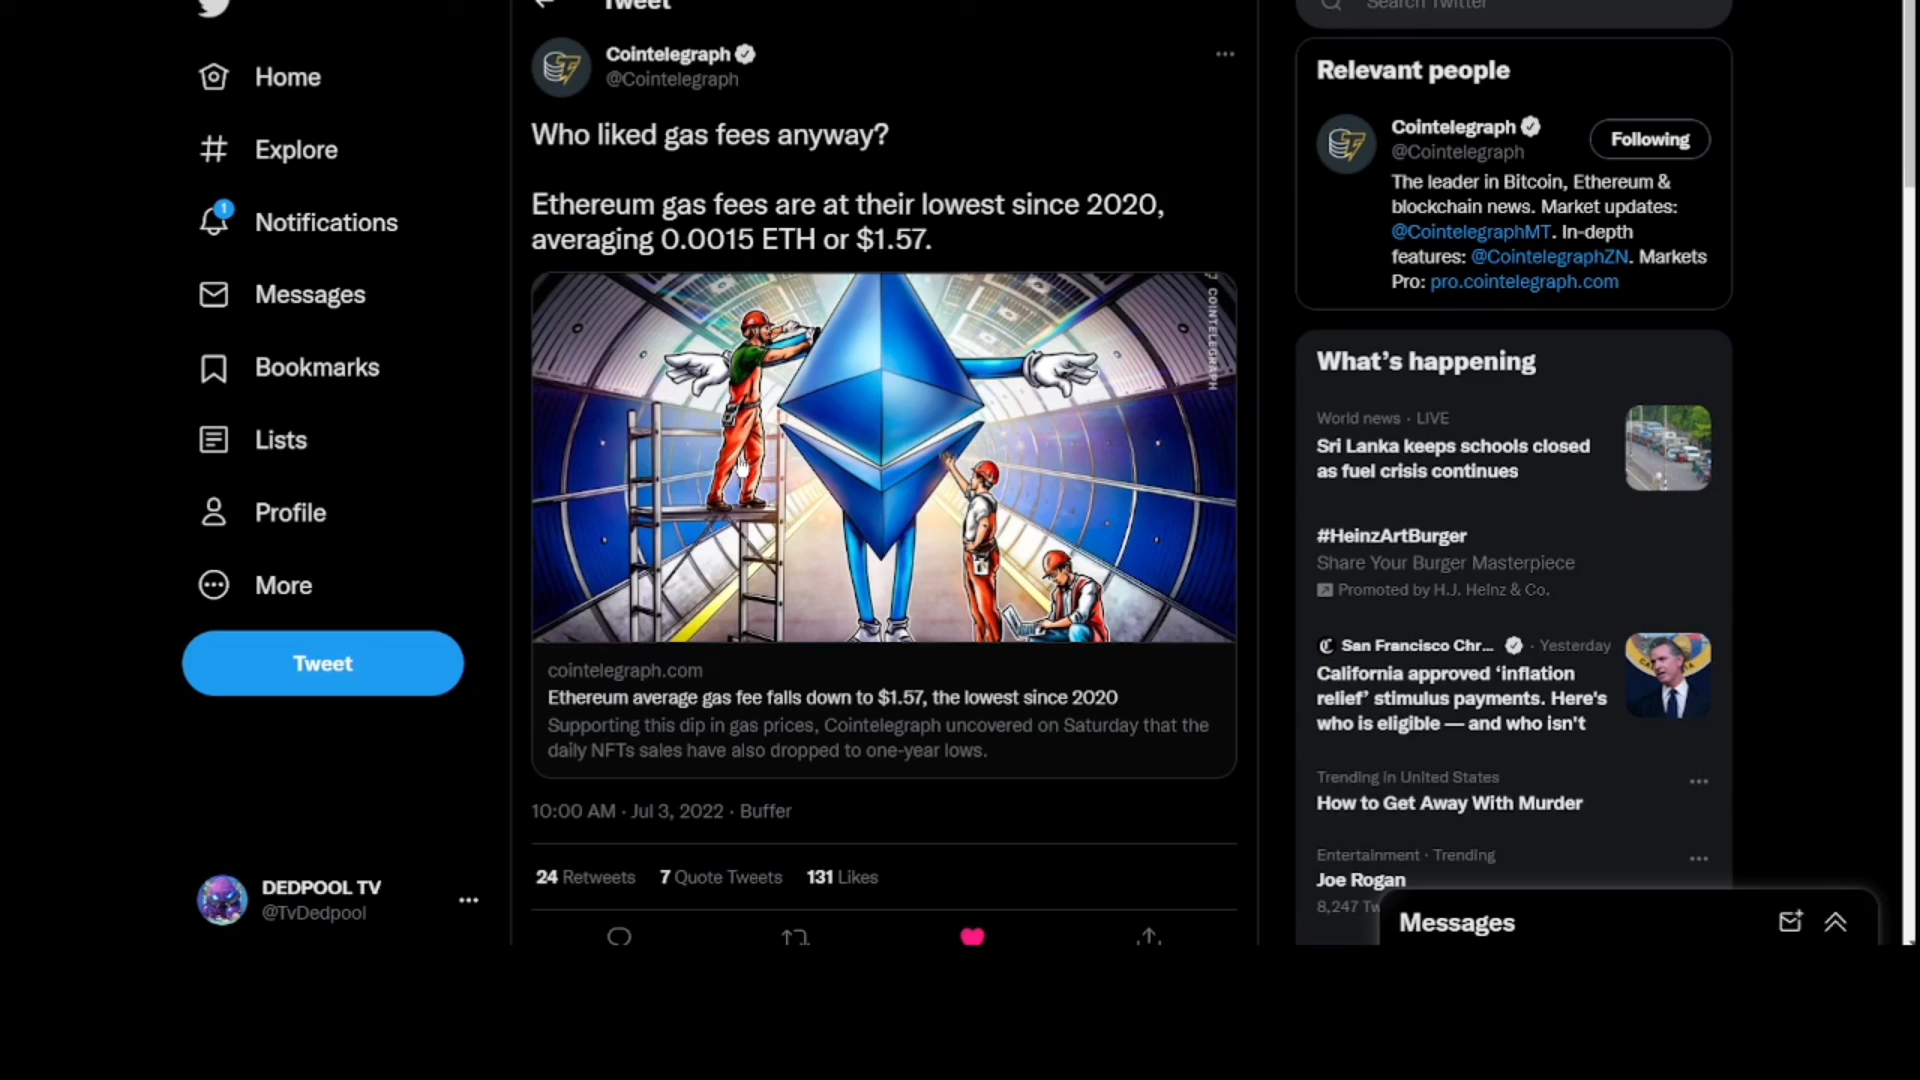 Tweet
Home
Explore
1
Notifications
Messages
Bookmarks
Lists
Profile
More
Tweet
DEDPOOL TV
@TvDedpool
Cointelegraph
@Cointelegraph
Who liked gas fees anyway?
Ethereum gas fees are at their lowest since 2020,
averaging 0.0015 ETH or $1.57.
COINTELEGRAPH
cointelegraph.com
Ethereum average gas fee falls down to $1.57, the lowest since 2020
Supporting this dip in gas prices, Cointelegraph uncovered on Saturday that the
daily NFTs sales have also dropped to one-year lows.
10:00 AM · Jul 3, 2022 · Buffer
24 Retweets 7 Quote Tweets 131 Likes
Search Twitter
Relevant people
Cointelegraph
@Cointelegraph
Following
The leader in Bitcoin, Ethereum &
blockchain news. Market updates:
@CointelegraphMT. In-depth
features: @CointelegraphZN. Markets
Pro: pro.cointelegraph.com
What's happening
World news · LIVE
Sri Lanka keeps schools closed
as fuel crisis continues
#HeinzArtBurger
Share Your Burger Masterpiece
Promoted by H.J. Heinz & Co.
San Francisco Chr... · Yesterday
California approved 'inflation
relief' stimulus payments. Here's
who is eligible — and who isn't
Trending in United States
How to Get Away With Murder
Entertainment · Trending
Joe Rogan
8,247 Tw
Messages